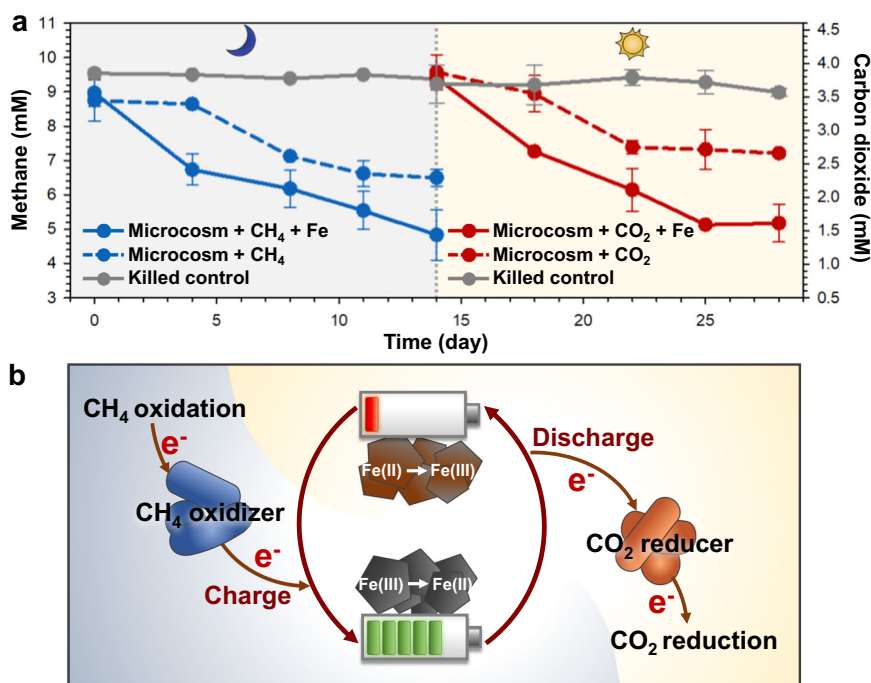 a
11
10
9
8
7
6
5
4
3
Methane (mM)
4.5
4.0
3.5
3.0
2.5
2.0
1.5
1.0
0.5
Carbon dioxide (mM)
Microcosm + CH₄ + Fe
Microcosm + CH₄
Killed control
Microcosm + CO₂ + Fe
Microcosm + CO₂
Killed control
0 5 10 15 20 25
Time (day)
b
CH₄ oxidation
e⁻
CH₄ oxidizer
e⁻
Charge
Fe(II) → Fe(III)
Fe(III) → Fe(II)
Discharge
e⁻
CO₂ reducer
e⁻
CO₂ reduction